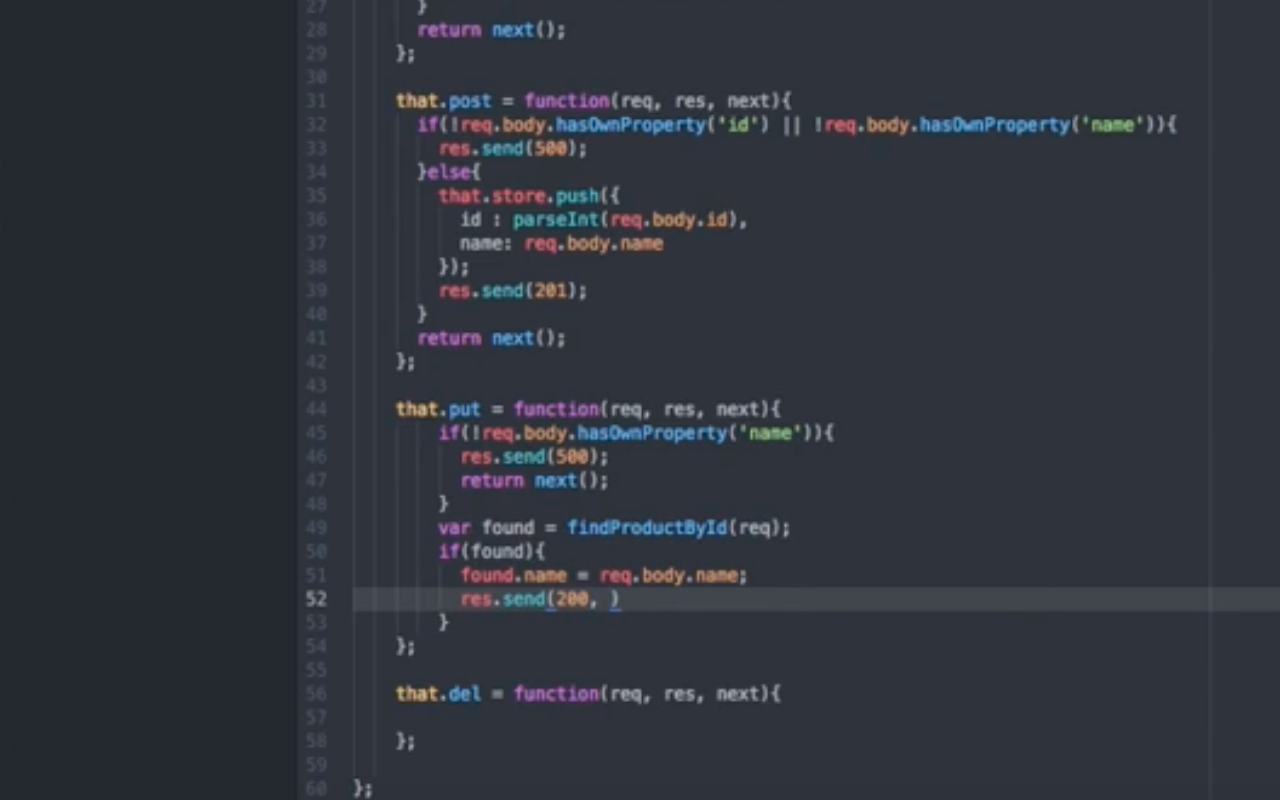 27 }
28 return next();
29 };
30
31 that.post = function(req, res, next){
32 if(!req.body.hasOwnProperty('id') || !req.body.hasOwnProperty('name')){
33 res.send(500);
34 }else{
35 that.store.push({
36 id : parseInt(req.body.id),
37 name: req.body.name
38 });
39 res.send(201);
40 }
41 return next();
42 };
43
44 that.put = function(req, res, next){
45 if(!req.body.hasOwnProperty('name')){
46 res.send(500);
47 return next();
48 }
49 var found = findProductById(req);
50 if(found){
51 found.name = req.body.name;
52 res.send(200, )
53 }
54 };
55
56 that.del = function(req, res, next){
57
58 };
59
60 };